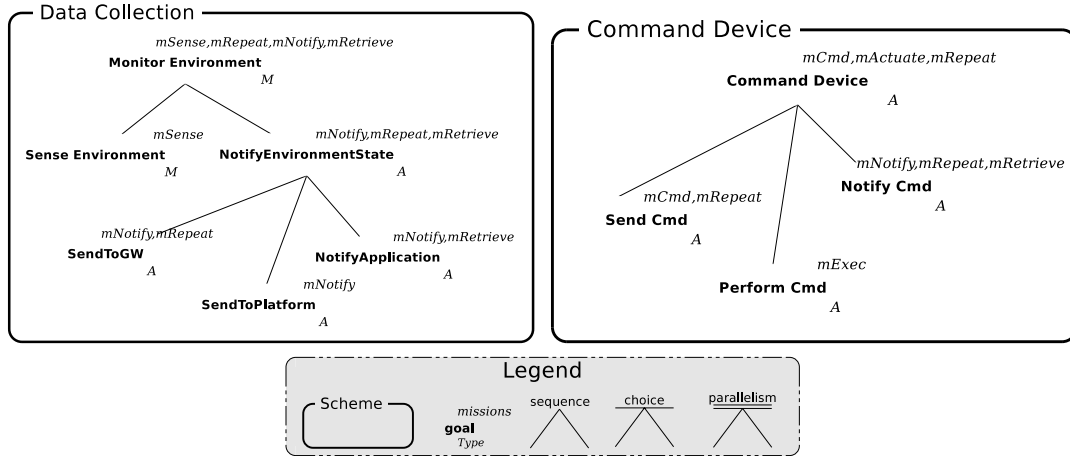 Data Collection
mSense,mRepeat,mNotify,mRetrieve
Monitor Environment
M
mSense
Sense Environment
M
mNotify,mRepeat,mRetrieve
NotifyEnvironmentState
A
mNotify,mRepeat
SendToGW
A
mNotify
SendToPlatform
A
mNotify,mRetrieve
NotifyApplication
A
Command Device
mCmd,mActuate,mRepeat
Command Device
A
mCmd,mRepeat
Send Cmd
A
mExec
Perform Cmd
A
mNotify,mRepeat,mRetrieve
Notify Cmd
A
Legend
Scheme
missions
goal
Type
sequence
choice
parallelism